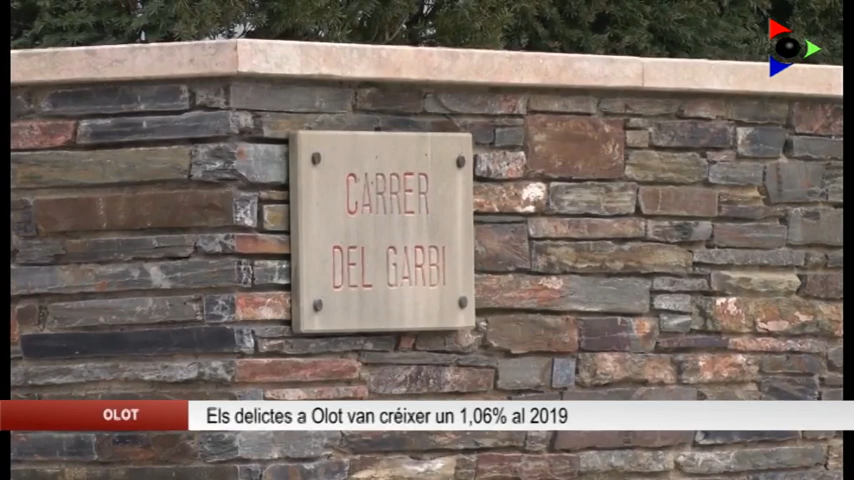 CARRER
DEL GARBI
OLOT
Els delictes a Olot van créixer un 1,06% al 2019